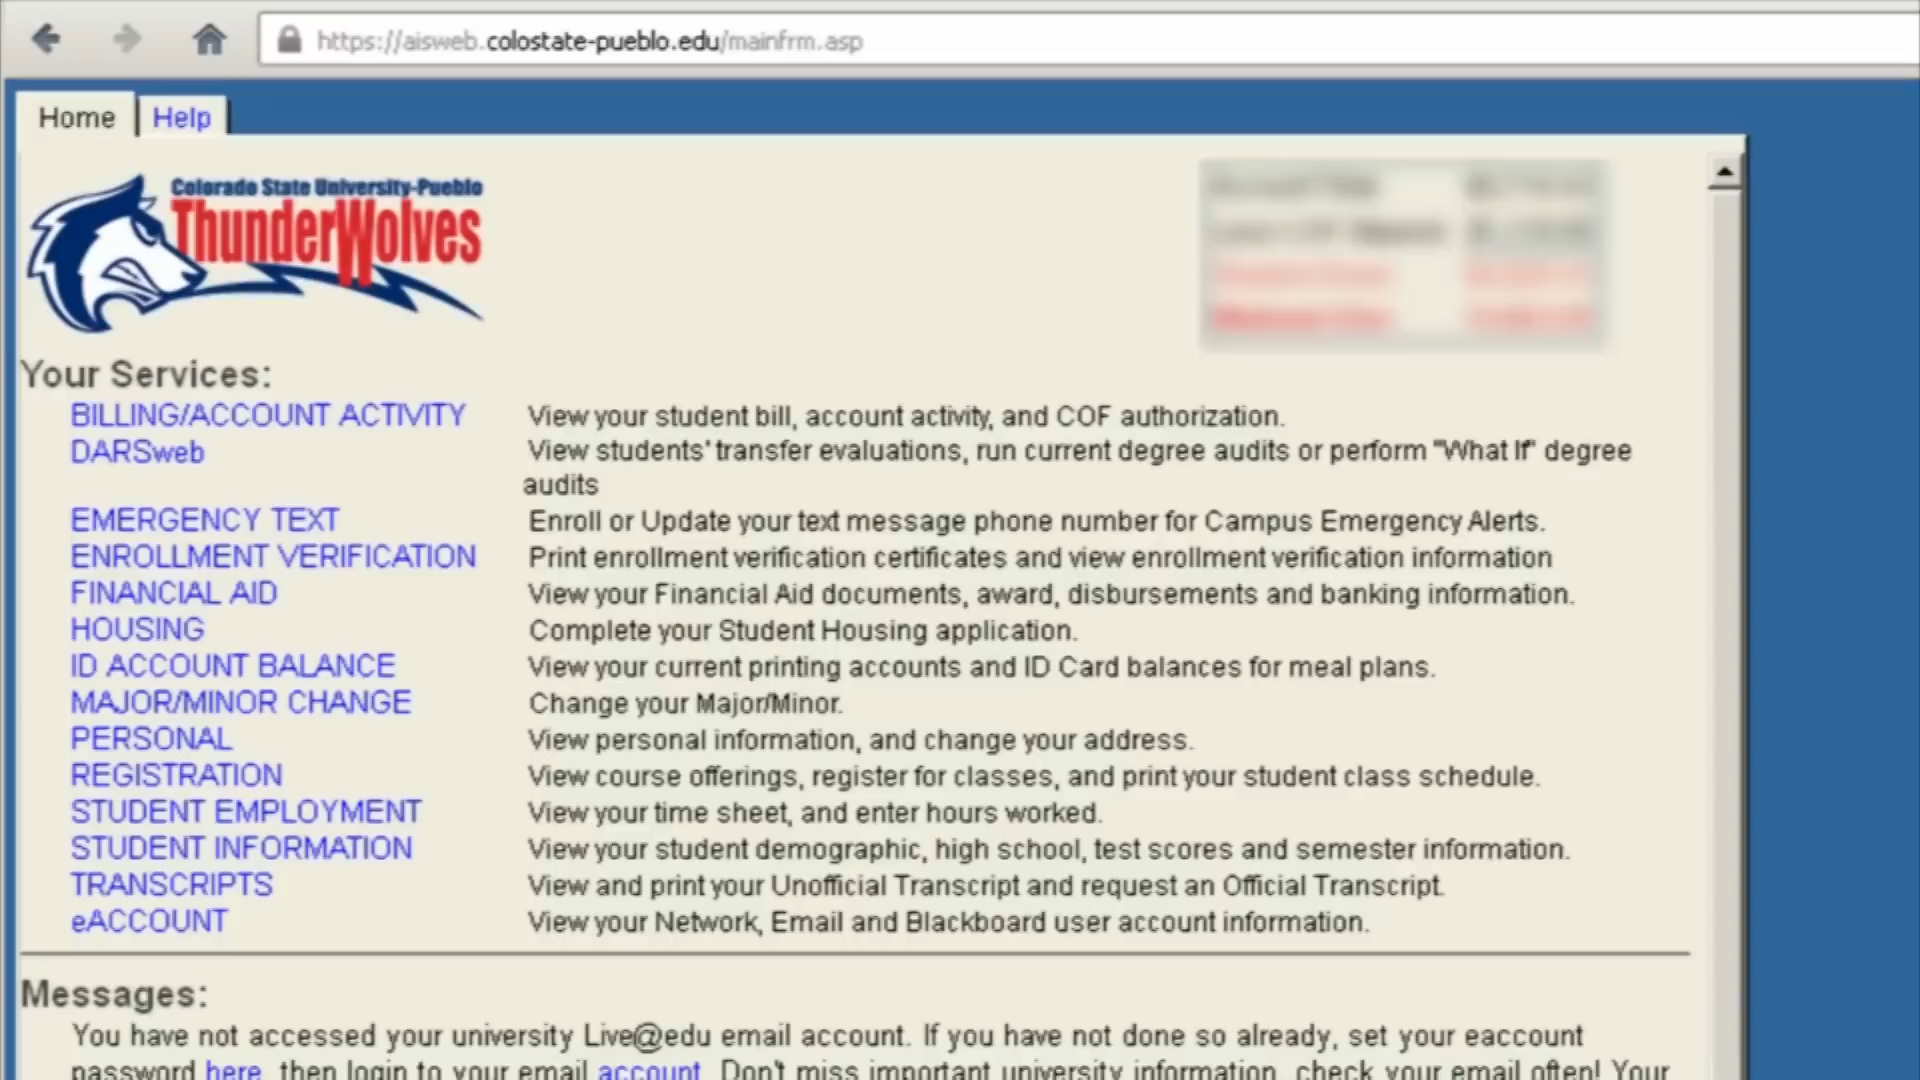 https://aisweb.colostate-pueblo.edu/mainfrm.asp
Home Help
Colorado State University-Pueblo
ThunderWolves
Your Services:
BILLING/ACCOUNT ACTIVITY View your student bill, account activity, and COF authorization.
DARSweb View students' transfer evaluations, run current degree audits or perform "What If" degree
audits
EMERGENCY TEXT Enroll or Update your text message phone number for Campus Emergency Alerts.
ENROLLMENT VERIFICATION Print enrollment verification certificates and view enrollment verification information
FINANCIAL AID View your Financial Aid documents, award, disbursements and banking information.
HOUSING Complete your Student Housing application.
ID ACCOUNT BALANCE View your current printing accounts and ID Card balances for meal plans.
MAJOR/MINOR CHANGE Change your Major/Minor.
PERSONAL View personal information, and change your address.
REGISTRATION View course offerings, register for classes, and print your student class schedule.
STUDENT EMPLOYMENT View your time sheet, and enter hours worked.
STUDENT INFORMATION View your student demographic, high school, test scores and semester information.
TRANSCRIPTS View and print your Unofficial Transcript and request an Official Transcript.
eACCOUNT View your Network, Email and Blackboard user account information.
Messages:
You have not accessed your university Live@edu email account. If you have not done so already, set your eaccount
password here, then login to your email account. Don't miss important university information, check your email often! Your